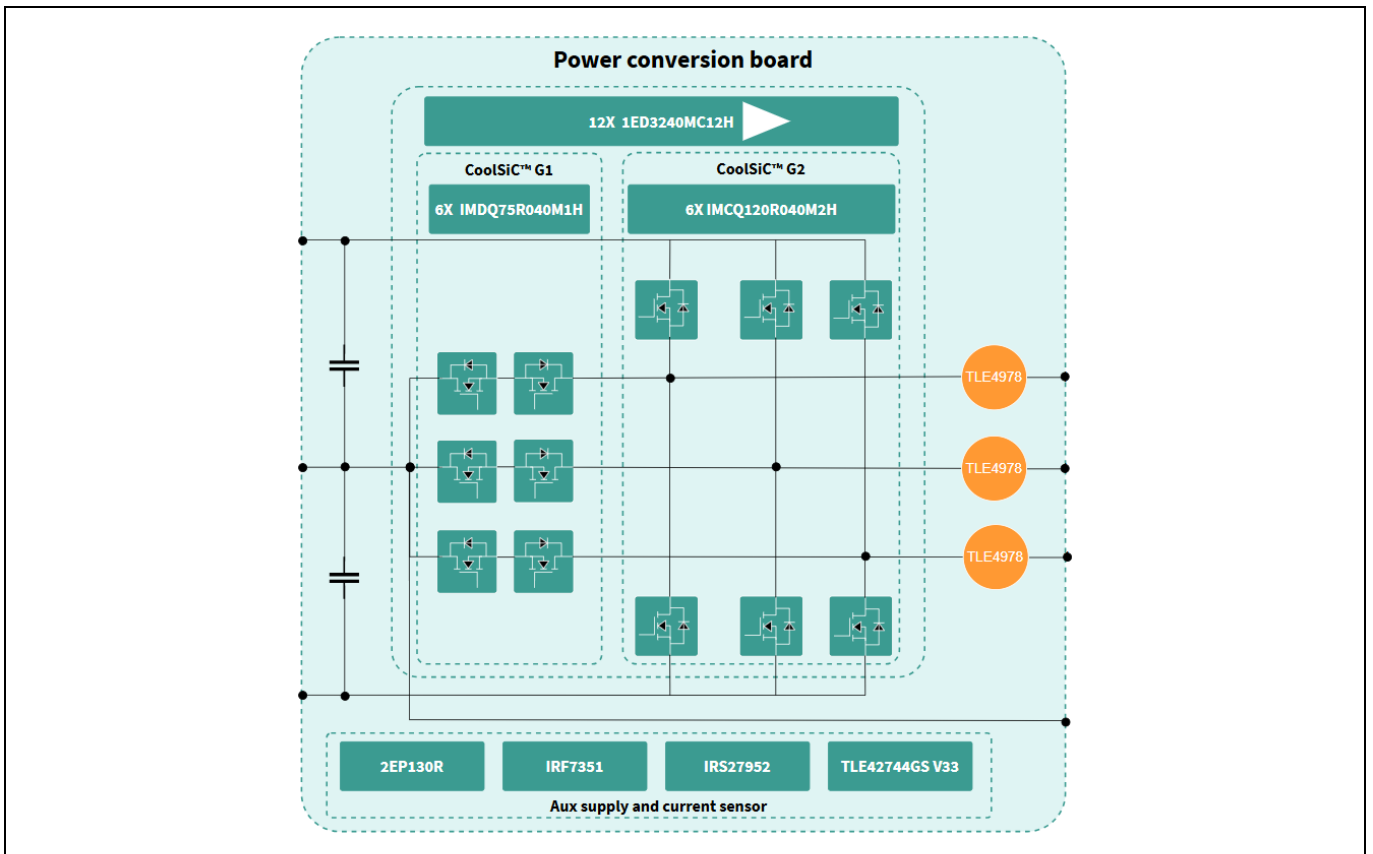 Power conversion board
12X 1ED3240MC12H
CoolSiC™ G1
CoolSiC™ G2
6X IMDQ75R040M1H
6X IMCQ120R040M2H
TLE4978
TLE4978
TLE4978
2EP130R
IRF7351
IRS27952
TLE42744GS V33
Aux supply and current sensor